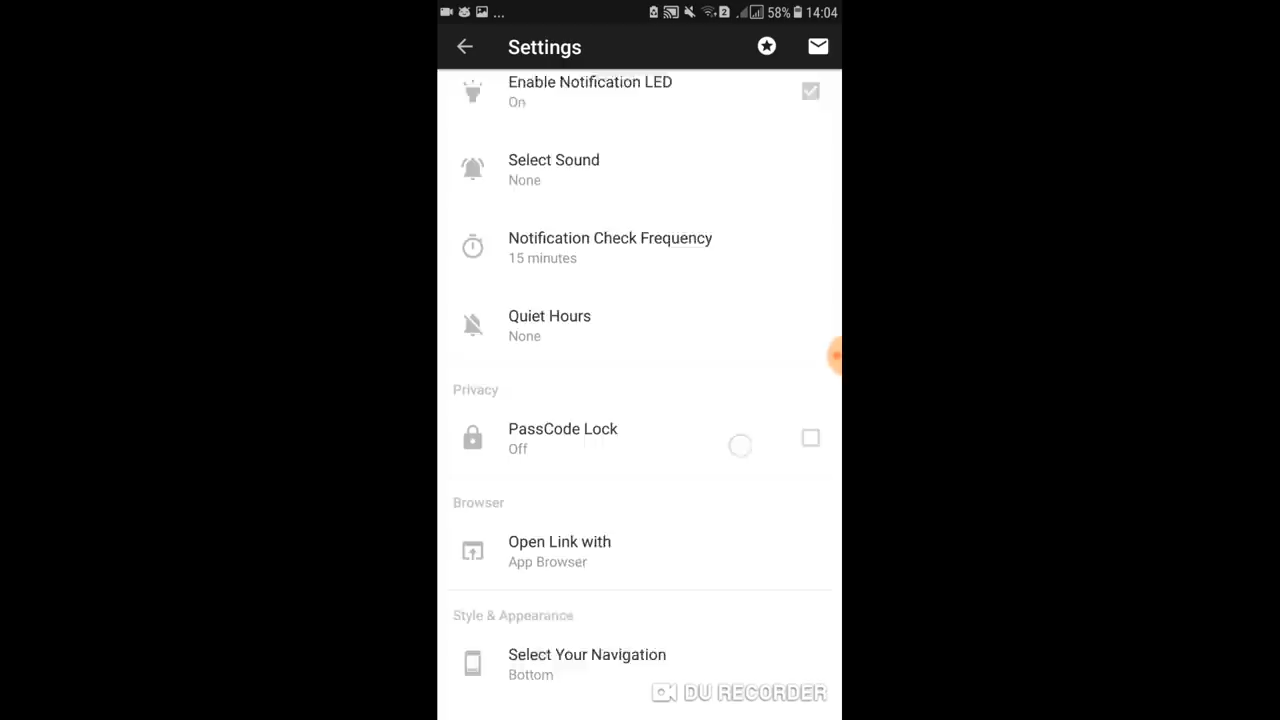 ... 2 58% 14:04
Settings
Enable Notification LED
On
Select Sound
None
Notification Check Frequency
15 minutes
Quiet Hours
None
Privacy
PassCode Lock
Off
Browser
Open Link with
App Browser
Style & Appearance
Select Your Navigation
Bottom
DU RECORDER